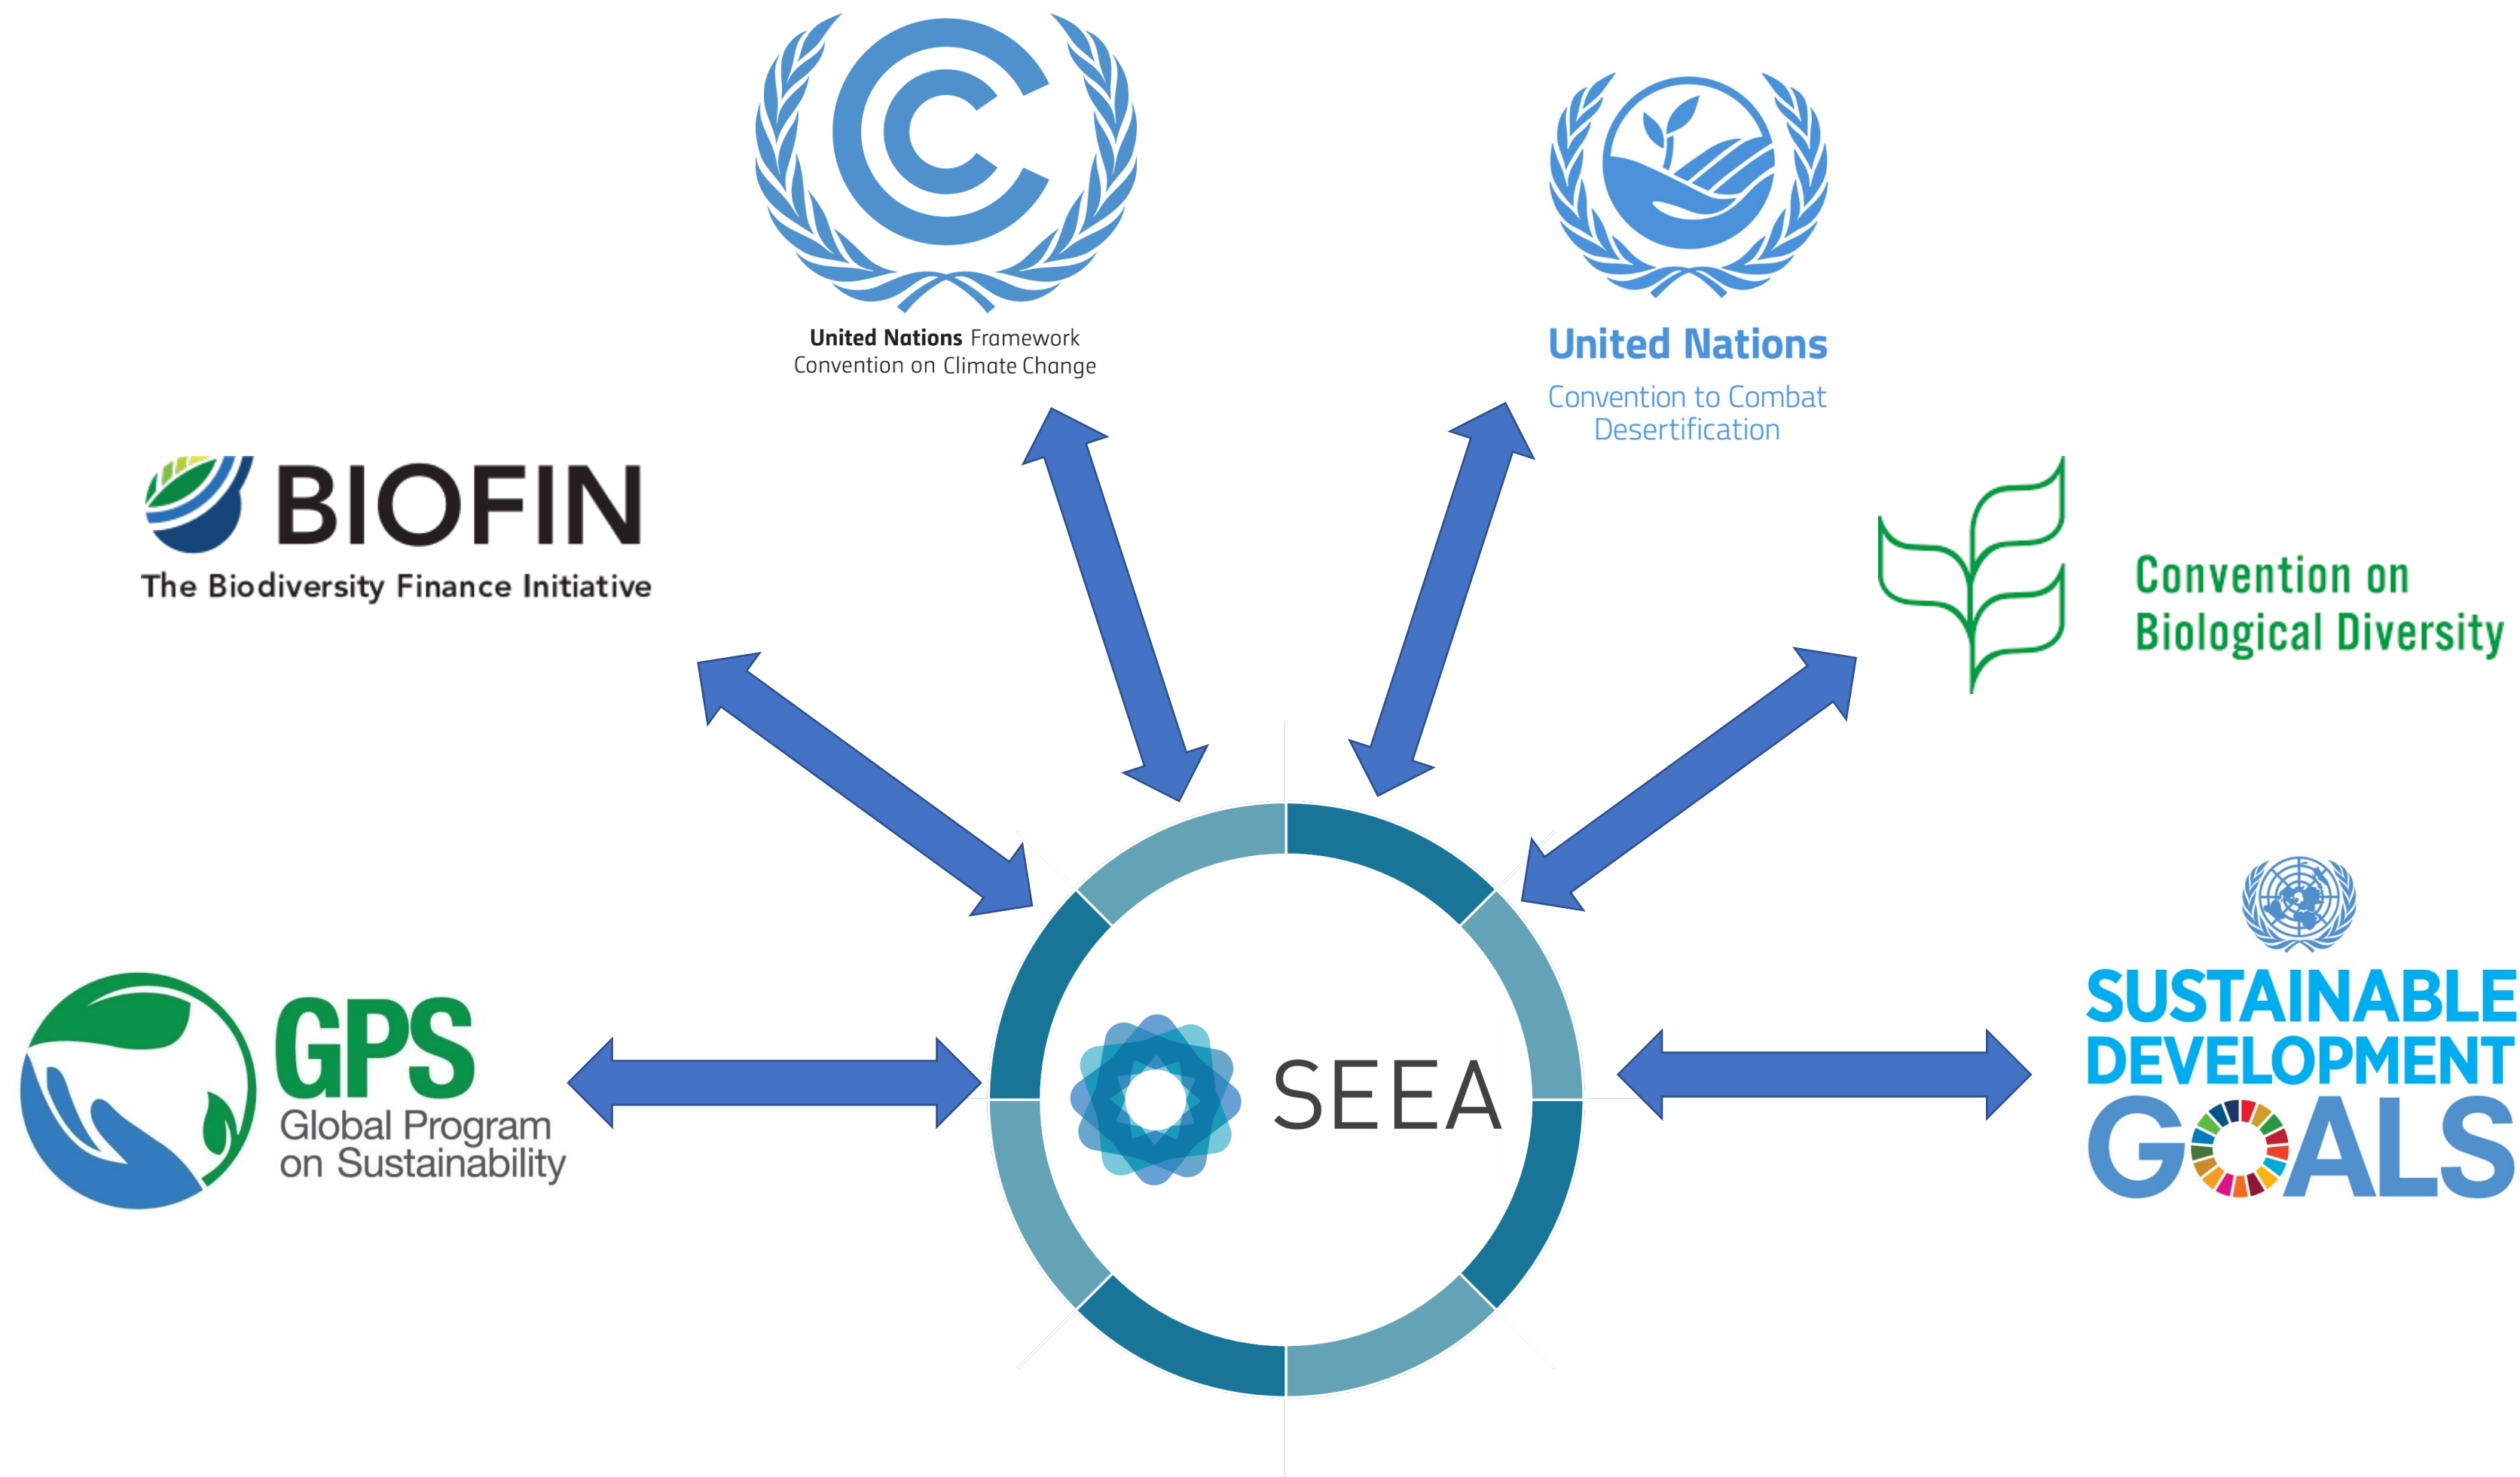 United Nations Framework
Convention on Climate Change
United Nations
Convention to Combat
Desertification
BIOFIN
The Biodiversity Finance Initiative
Convention on
Biological Diversity
GPS
Global Program
on Sustainability
SEEA
SUSTAINABLE
DEVELOPMENT
GOALS